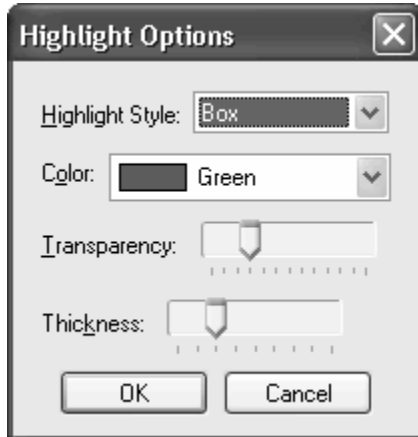 Highlight Options
Highlight Style: Box
Color: Green
Transparency:
Thickness:
OK Cancel